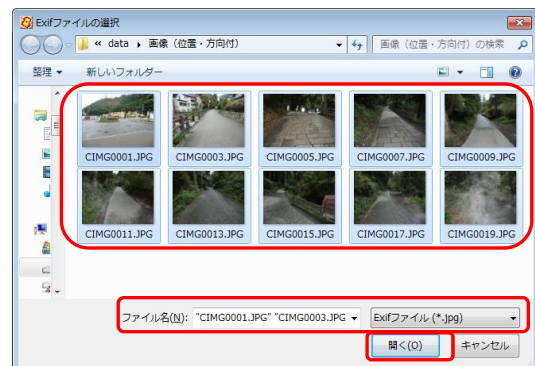 Exifファイルの選択
« data ▸ 画像（位置・方向付）
画像（位置・方向付）の検索
整理 ▼
新しいフォルダー
CIMG0001.JPG
CIMG0003.JPG
CIMG0005.JPG
CIMG0007.JPG
CIMG0009.JPG
CIMG0011.JPG
CIMG0013.JPG
CIMG0015.JPG
CIMG0017.JPG
CIMG0019.JPG
ファイル名(N): "CIMG0001.JPG" "CIMG0003.JPG
Exifファイル (*.jpg)
開く(O)
キャンセル